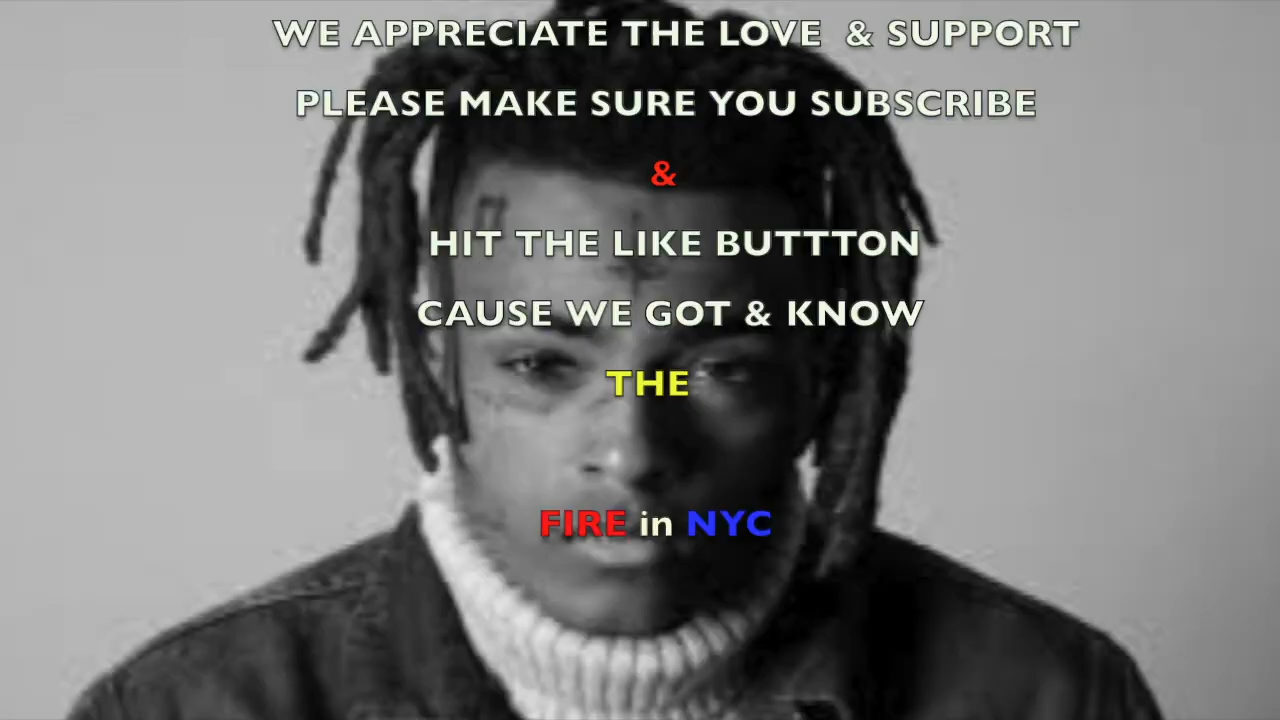 WE APPRECIATE THE LOVE & SUPPORT
PLEASE MAKE SURE YOU SUBSCRIBE
&
HIT THE LIKE BUTTTON
CAUSE WE GOT & KNOW
THE
FIRE in NYC